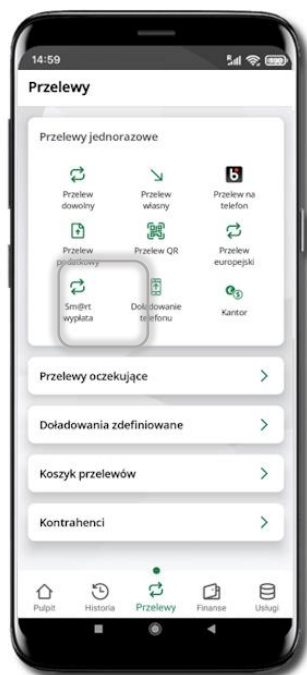 14:59
Przelewy
Przelewy jednorazowe
Przelew
dowolny
Przelew
własny
Przelew na
telefon
Przelew
podatkowy
Przelew QR
Przelew
europejski
Sm@rt
wypłata
Doładowanie
telefonu
Kantor
Przelewy oczekujące
Doładowania zdefiniowane
Koszyk przelewów
Kontrahenci
Pulpit
Historia
Przelewy
Finanse
Usługi